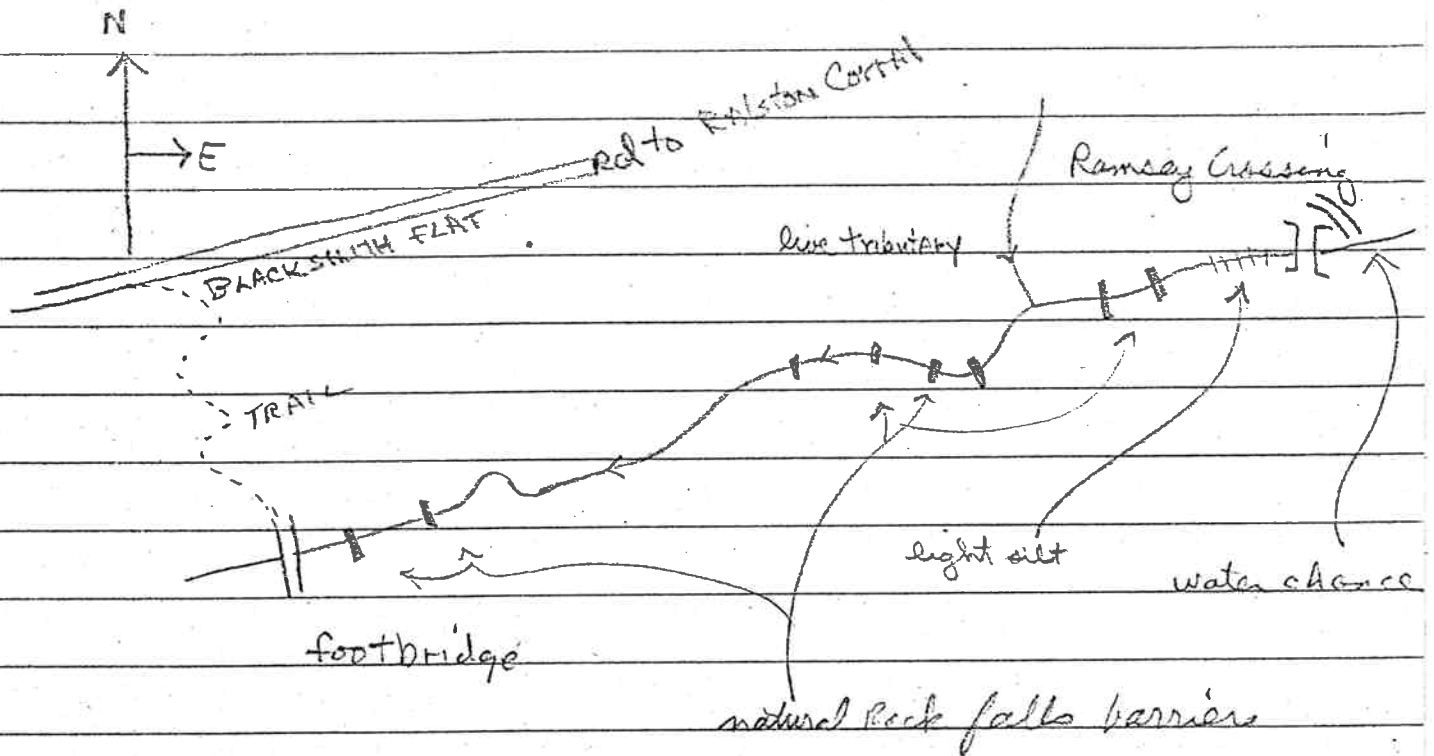 N
E
Rd to Ralston Corral
BLACKSMITH FLAT
Ramsey Crossing
live tributary
TRAIL
light silt
water chance
footbridge
natural Rock falls barriers